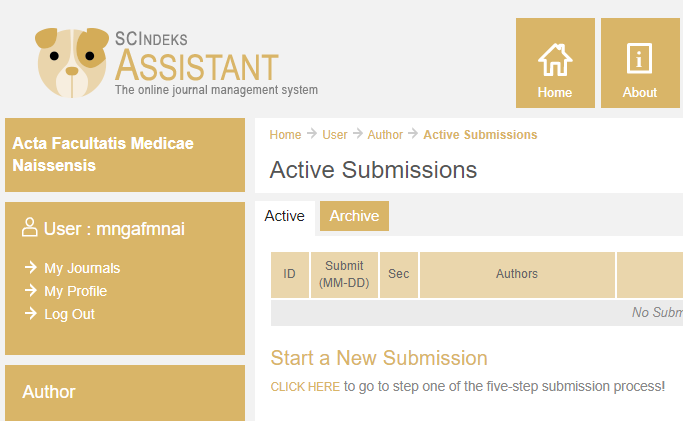 SCINDEKS
ASSISTANT
The online journal management system
Home
About
Acta Facultatis Medicae
Naissensis
User : mngafmnai
My Journals
My Profile
Log Out
Author
Home User Author Active Submissions
Active Submissions
Active Archive
ID Submit (MM-DD) Sec Authors
No Subm
Start a New Submission
CLICK HERE to go to step one of the five-step submission process!